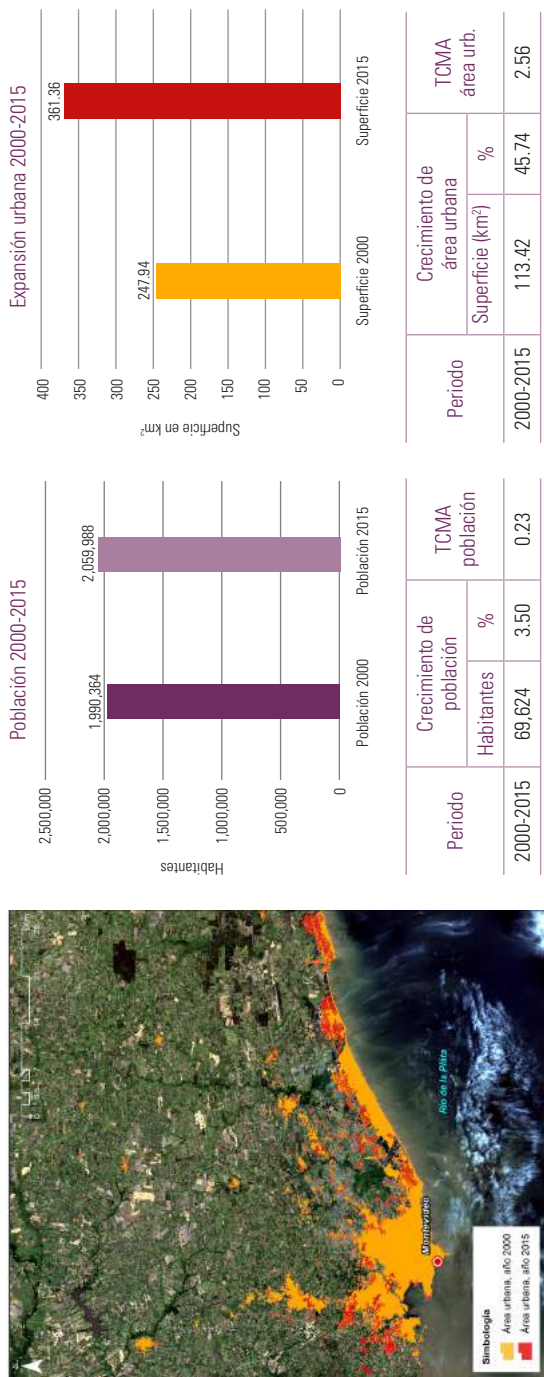 Simbología
Área urbana, año 2000
Área urbana, año 2015
Montevideo
Río de la Plata
N
Km
Población 2000-2015
Habitantes
2,500,000
2,000,000
1,500,000
1,000,000
500,000
0
1,990,364
2,059,988
Población 2000
Población 2015
Periodo
Crecimiento de
población
TCMA
población
Habitantes
%
2000-2015
69,624
3.50
0.23
Expansión urbana 2000-2015
Superficie en km²
400
350
300
250
200
150
100
50
0
247.94
361.36
Superficie 2000
Superficie 2015
Periodo
Crecimiento de
área urbana
TCMA
área urb.
Superficie (km²)
%
2000-2015
113.42
45.74
2.56